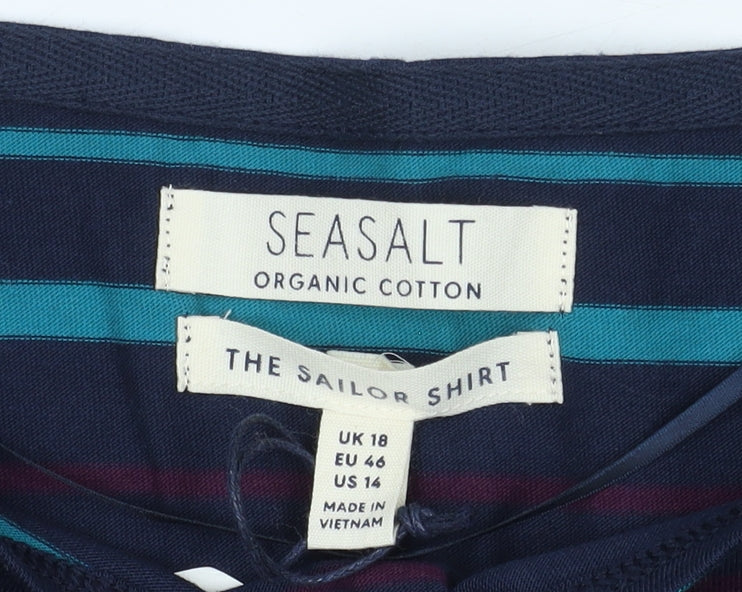 SEASALT
ORGANIC COTTON
THE SAILOR SHIRT
UK 18
EU 46
US 14
MADE IN
VIETNAM